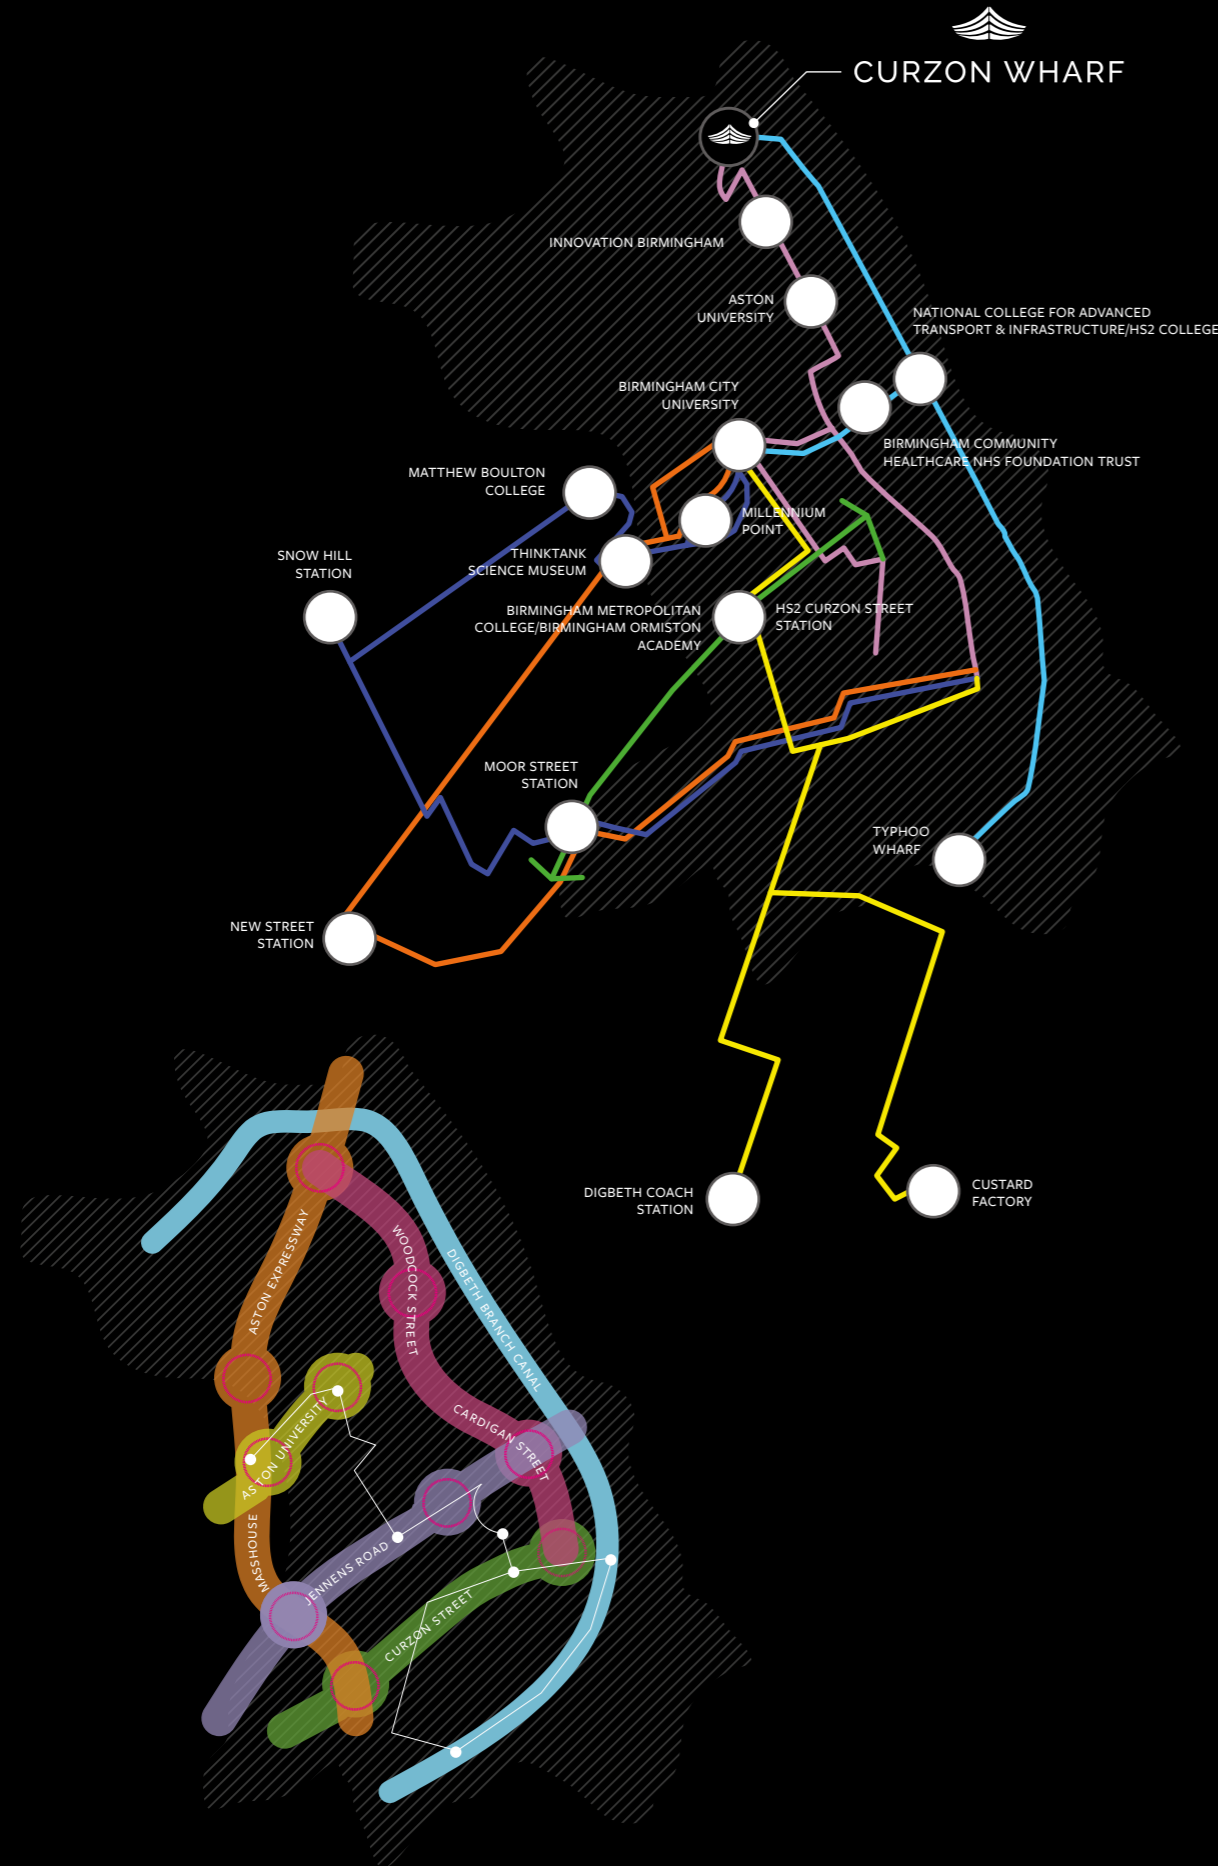 CURZON WHARF
INNOVATION BIRMINGHAM
ASTON
UNIVERSITY
NATIONAL COLLEGE FOR ADVANCED
TRANSPORT & INFRASTRUCTURE/HS2 COLLEGE
BIRMINGHAM CITY
UNIVERSITY
BIRMINGHAM COMMUNITY
HEALTHCARE NHS FOUNDATION TRUST
MATTHEW BOULTON
COLLEGE
MILLENNIUM
POINT
SNOW HILL
STATION
THINKTANK
SCIENCE MUSEUM
BIRMINGHAM METROPOLITAN
COLLEGE/BIRMINGHAM ORMISTON
ACADEMY
HS2 CURZON STREET
STATION
MOOR STREET
STATION
TYPHOO
WHARF
NEW STREET
STATION
DIGBETH COACH
STATION
CUSTARD
FACTORY
ASTON EXPRESSWAY
WOODCOCK STREET
DIGBETH BRANCH CANAL
ASTON UNIVERSITY
CARDIGAN STREET
MASSHOUSE
JENNENS ROAD
CURZON STREET